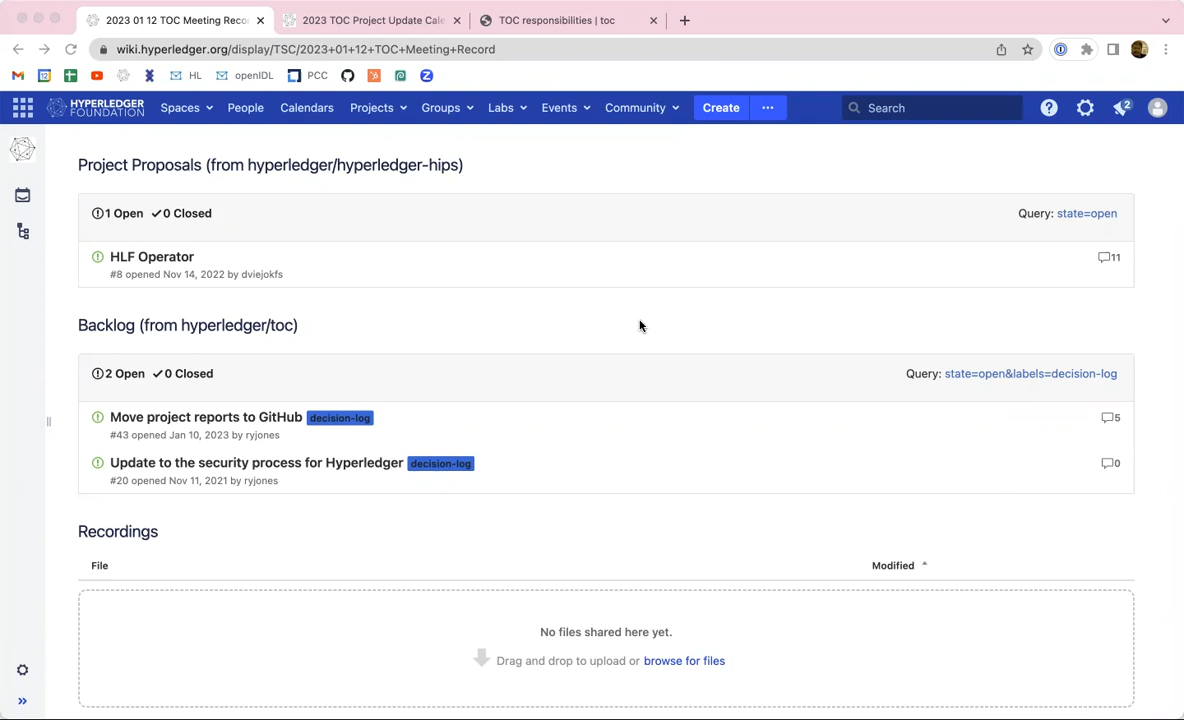 2023 01 12 TOC Meeting Reco
2023 TOC Project Update Cale
TOC responsibilities | toc
wiki.hyperledger.org/display/TSC/2023+01+12+TOC+Meeting+Record
HL
openIDL
PCC
HYPERLEDGER
FOUNDATION
Spaces
People
Calendars
Projects
Groups
Labs
Events
Community
Create
Search
2
Project Proposals (from hyperledger/hyperledger-hips)
1 Open 0 Closed
Query: state=open
HLF Operator
11
#8 opened Nov 14, 2022 by dviejokfs
Backlog (from hyperledger/toc)
2 Open 0 Closed
Query: state=open&labels=decision-log
Move project reports to GitHub decision-log
5
#43 opened Jan 10, 2023 by ryjones
Update to the security process for Hyperledger decision-log
0
#20 opened Nov 11, 2021 by ryjones
Recordings
File
Modified
No files shared here yet.
Drag and drop to upload or browse for files